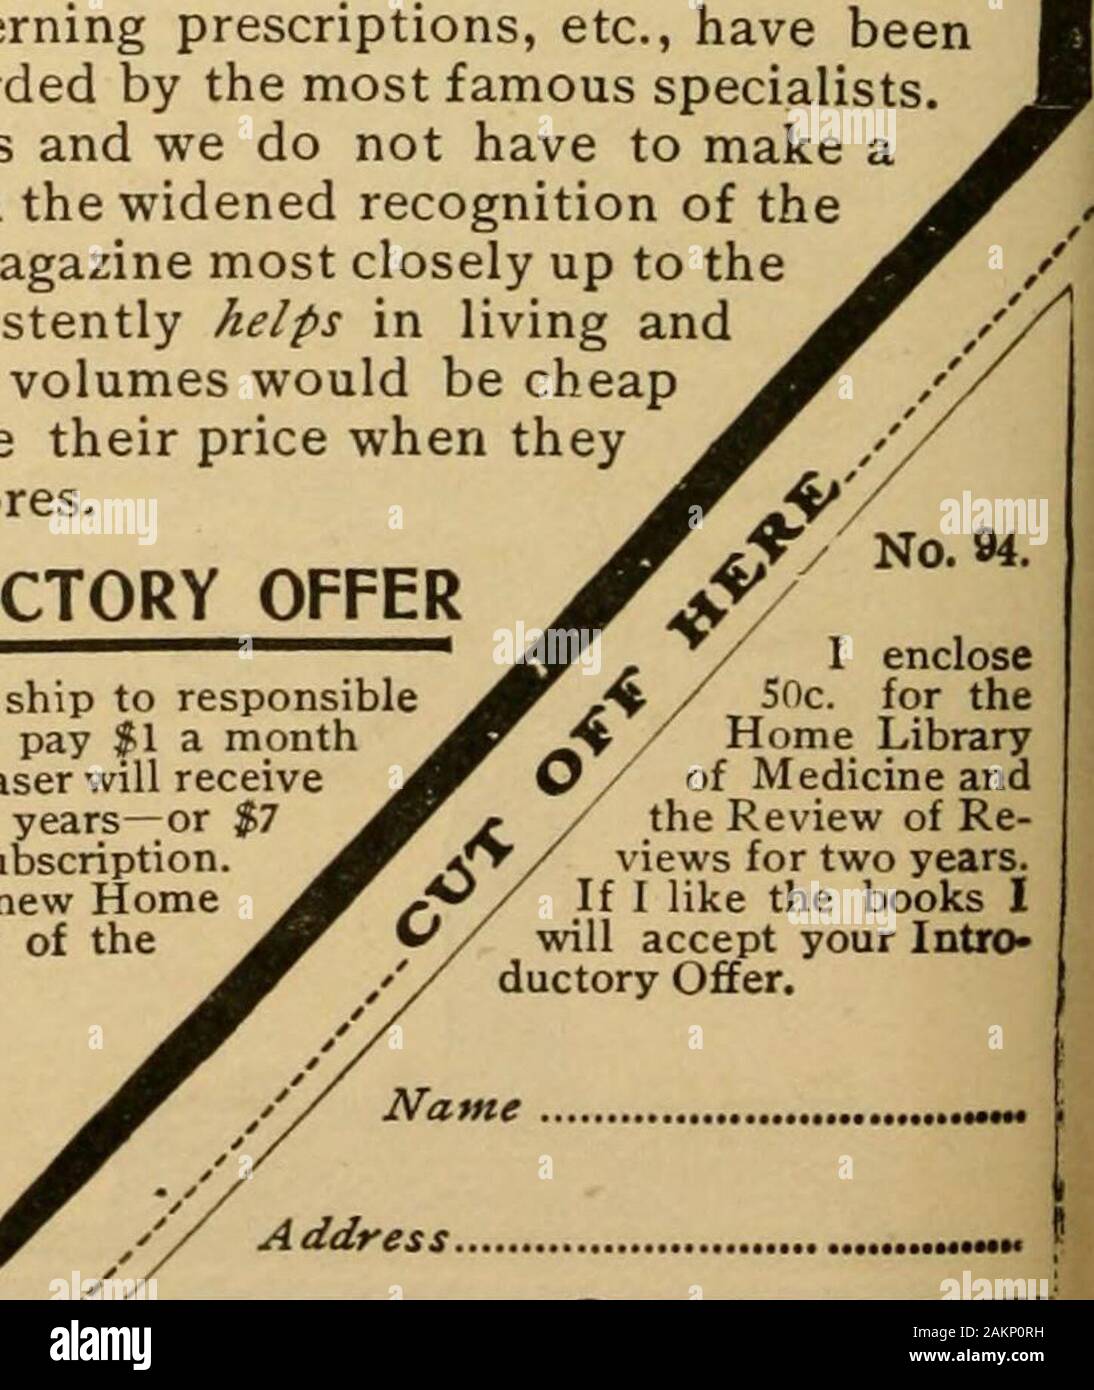 erning prescriptions, etc., have been
rded by the most famous specialists.
s and we do not have to make a
the widened recognition of the
agazine most closely up to the
stently helps in living and
volumes would be cheap
e their price when they
res.
CTORY OFFER
ship to responsible
pay $1 a month
aser will receive
years—or $7
ubscription.
new Home
of the
CUT OFF HERE
No. 94.
I enclose
50c. for the
Home Library
of Medicine and
the Review of Re-
views for two years.
If I like the books I
will accept your Intro-
ductory Offer.
Name
Address
alamy
a
Image ID: 2AKP0RH
www.alamy.com